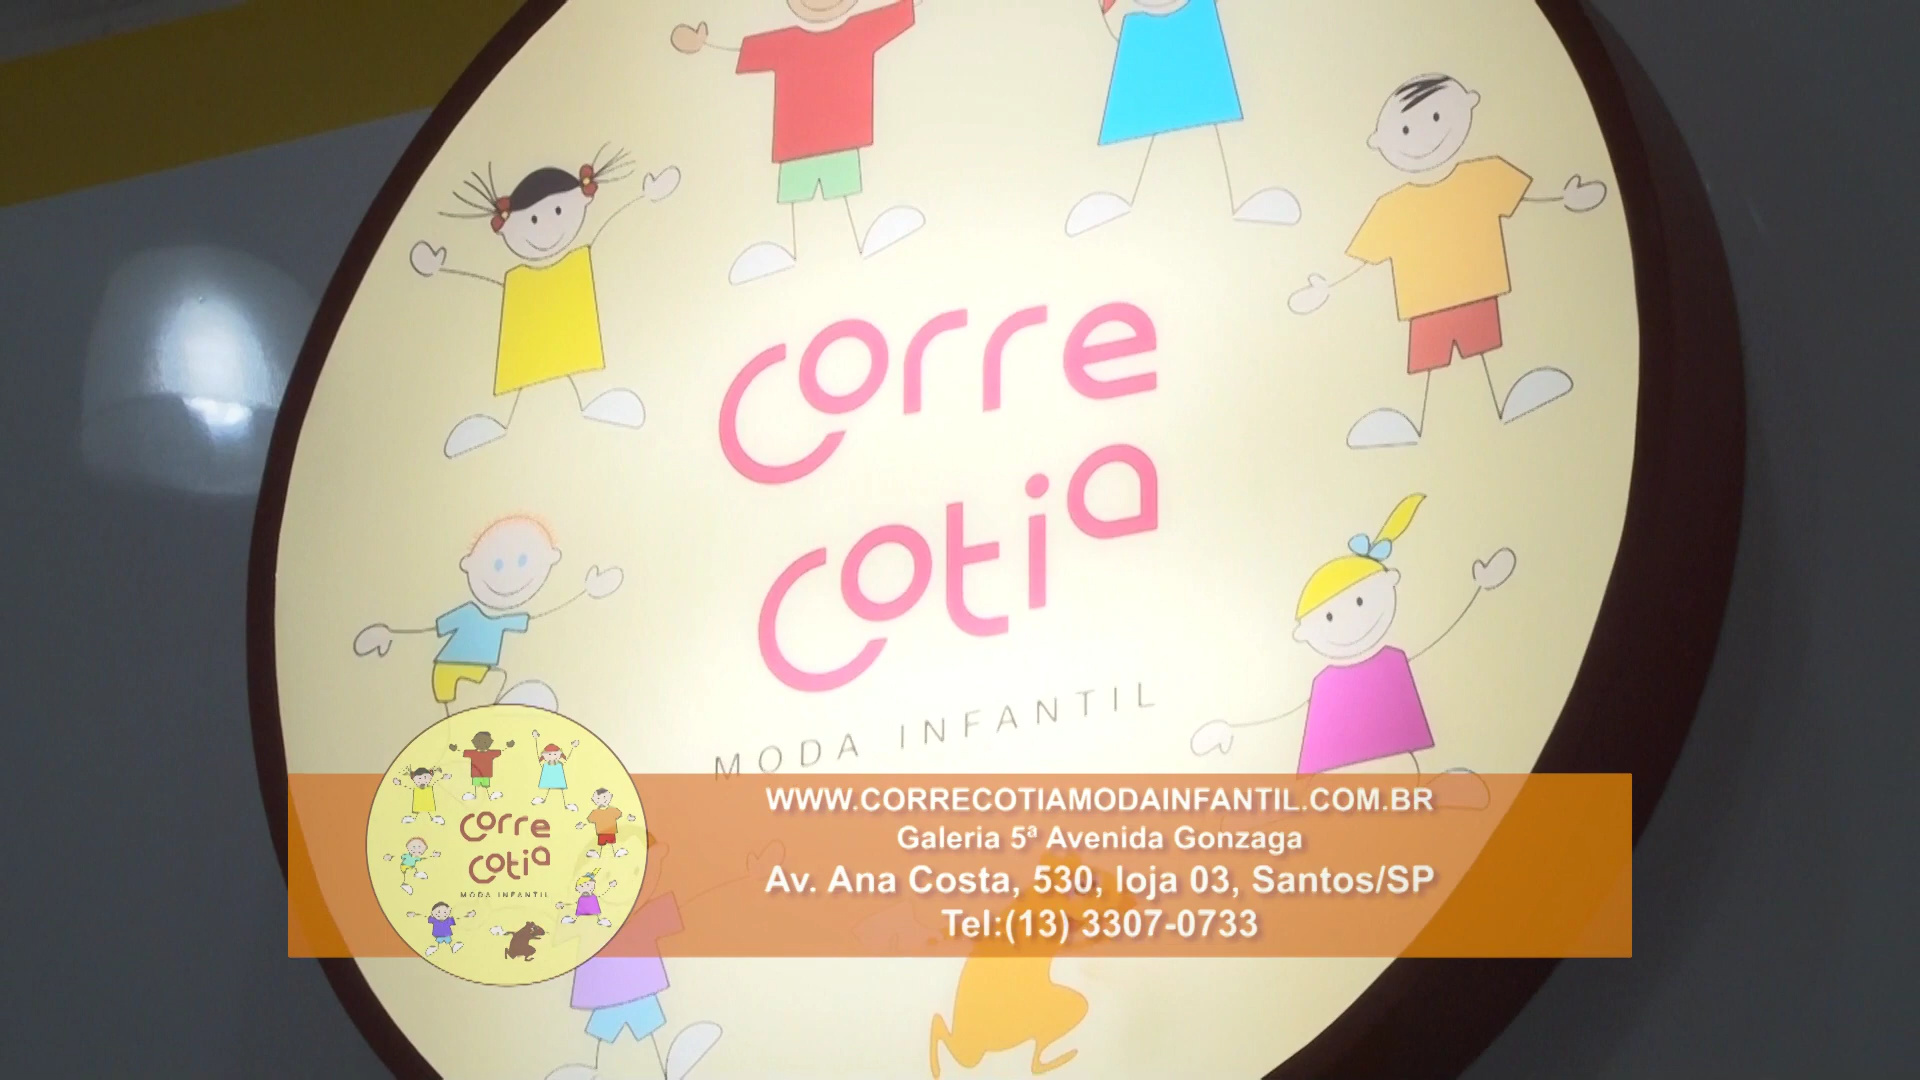 corre
cotia
MODA INFANTIL
corre
cotia
MODA INFANTIL
WWW.CORRECOTIAMODAINFANTIL.COM.BR
Galeria 5ª Avenida Gonzaga
Av. Ana Costa, 530, loja 03, Santos/SP
Tel:(13) 3307-0733